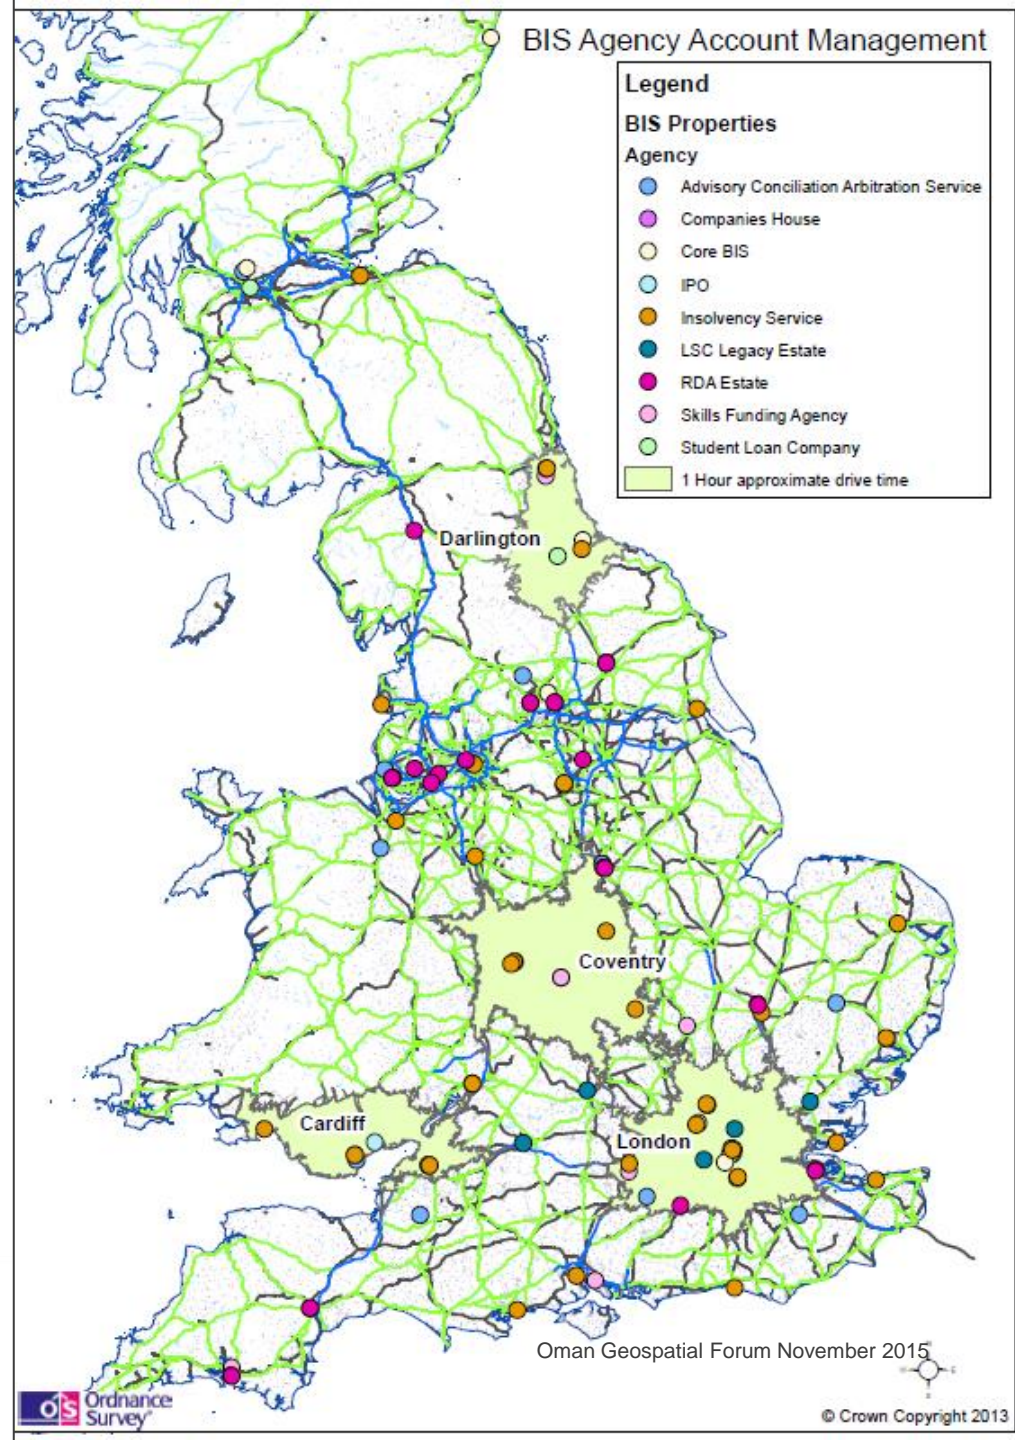 BIS Agency Account Management
Legend
BIS Properties
Agency
Advisory Conciliation Arbitration Service
Companies House
Core BIS
IPO
Insolvency Service
LSC Legacy Estate
RDA Estate
Skills Funding Agency
Student Loan Company
1 Hour approximate drive time
Darlington
Coventry
Cardiff
London
Oman Geospatial Forum November 2015
OS Ordnance
Survey
© Crown Copyright 2013